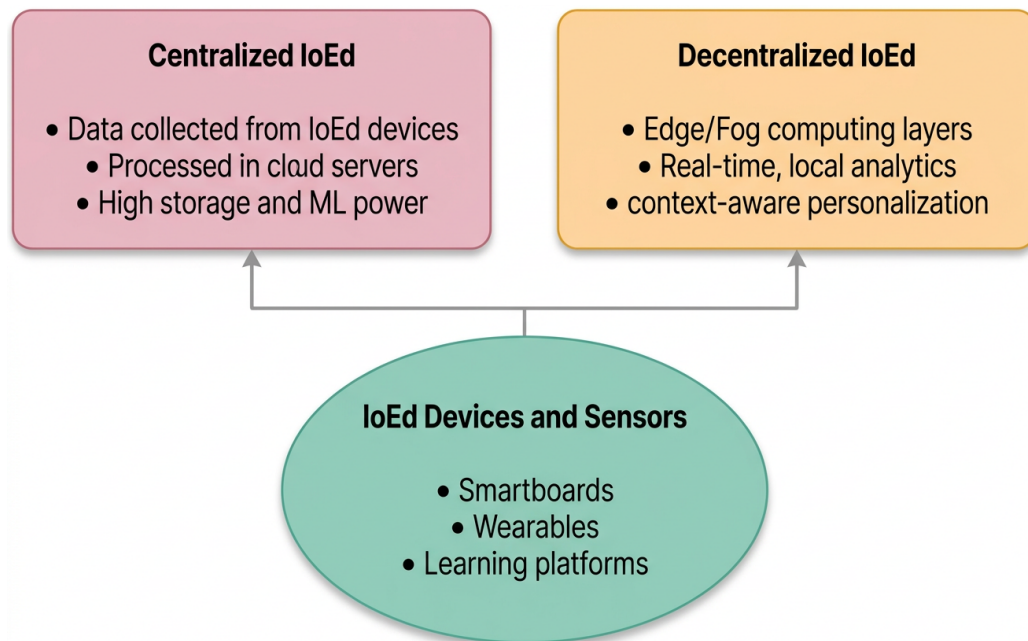 Centralized IoEd
• Data collected from IoEd devices
• Processed in cloud servers
• High storage and ML power
Decentralized IoEd
• Edge/Fog computing layers
• Real-time, local analytics
• context-aware personalization
IoEd Devices and Sensors
• Smartboards
• Wearables
• Learning platforms